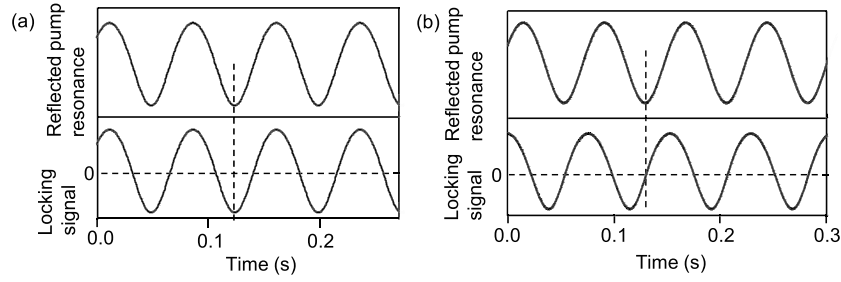 (a)
Reflected pump
resonance
Locking
signal
0
0.0
0.1
0.2
Time (s)
(b)
Reflected pump
resonance
Locking
signal
0
0.0
0.1
0.2
0.3
Time (s)